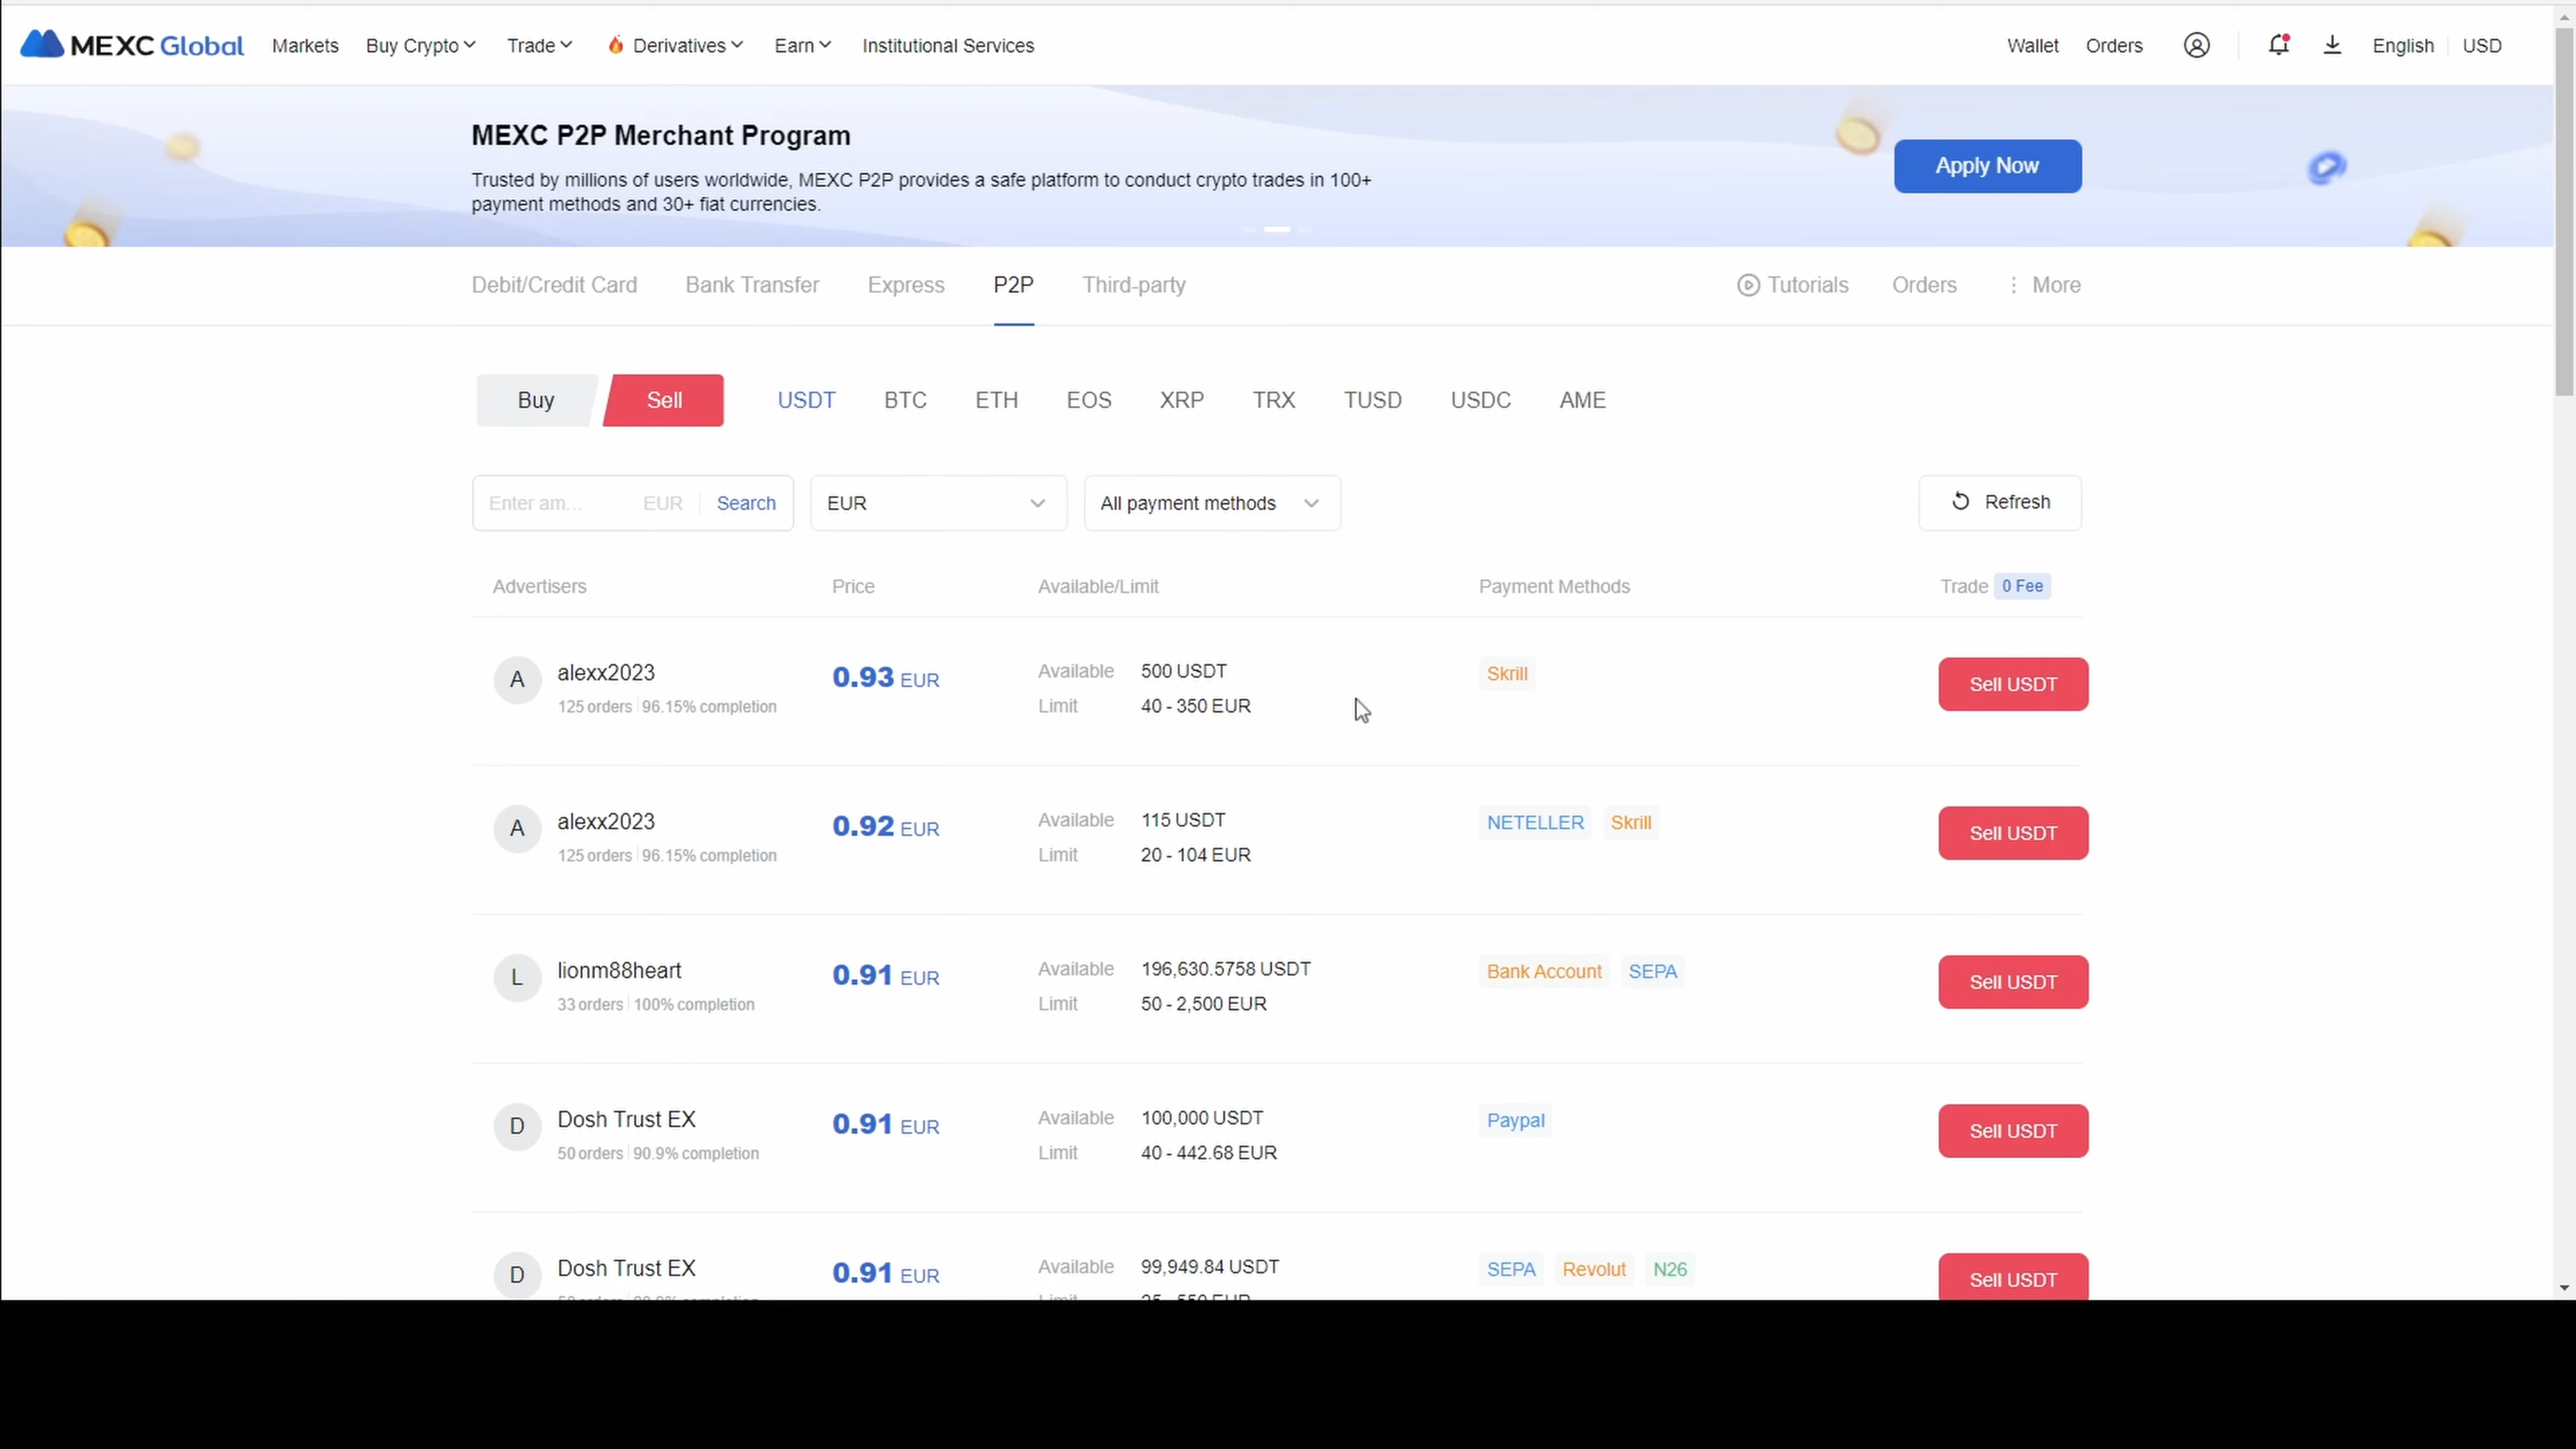 MEXC Global Markets Buy Crypto Trade Derivatives Earn Institutional Services Wallet Orders English USD
MEXC P2P Merchant Program
Trusted by millions of users worldwide, MEXC P2P provides a safe platform to conduct crypto trades in 100+
payment methods and 30+ fiat currencies.
Apply Now
Debit/Credit Card Bank Transfer Express P2P Third-party Tutorials Orders More
Buy Sell USDT BTC ETH EOS XRP TRX TUSD USDC AME
Enter am... EUR Search EUR All payment methods Refresh
Advertisers Price Available/Limit Payment Methods Trade 0 Fee
A alexx2023 0.93 EUR Available 500 USDT Skrill Sell USDT
125 orders 96.15% completion Limit 40 - 350 EUR
A alexx2023 0.92 EUR Available 115 USDT NETELLER Skrill Sell USDT
125 orders 96.15% completion Limit 20 - 104 EUR
L lionm88heart 0.91 EUR Available 196,630.5758 USDT Bank Account SEPA Sell USDT
33 orders 100% completion Limit 50 - 2,500 EUR
D Dosh Trust EX 0.91 EUR Available 100,000 USDT Paypal Sell USDT
50 orders 90.9% completion Limit 40 - 442.68 EUR
D Dosh Trust EX 0.91 EUR Available 99,949.84 USDT SEPA Revolut N26 Sell USDT